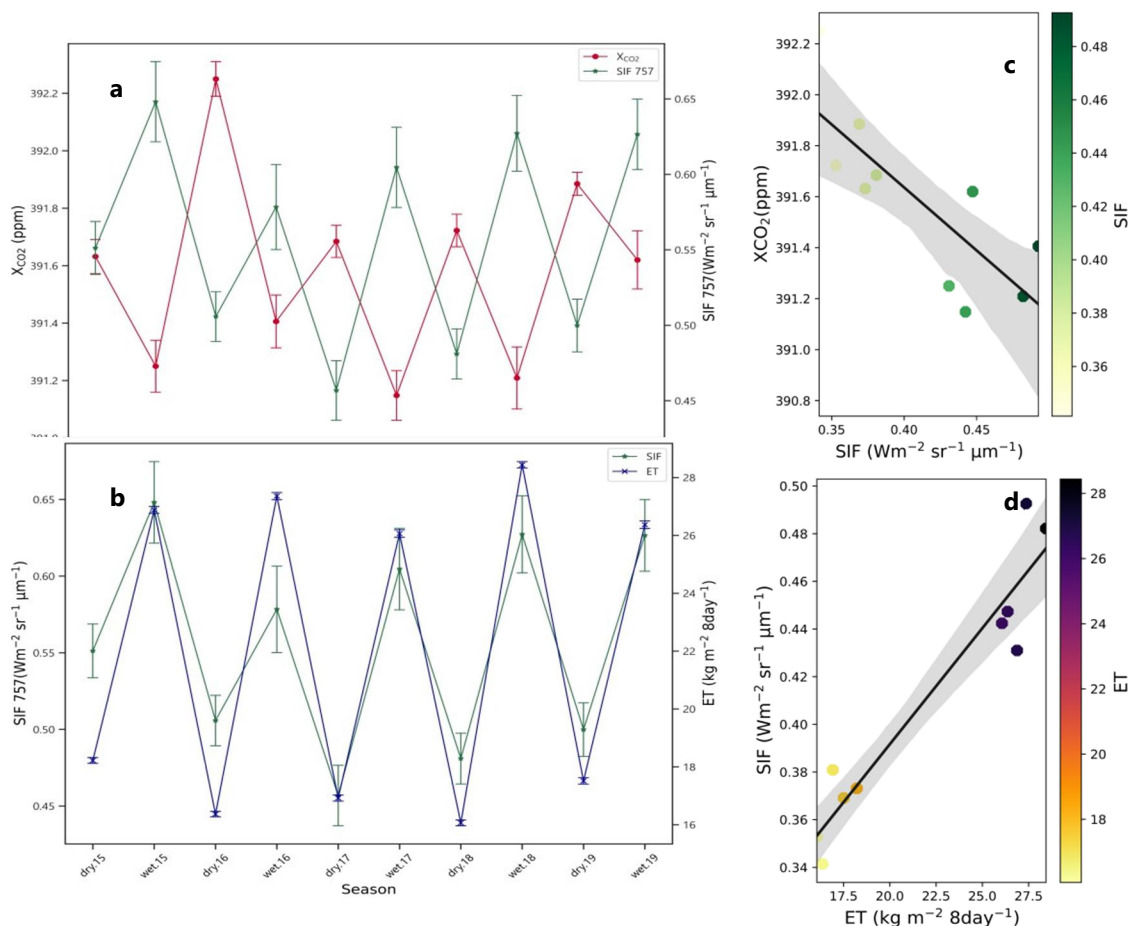 a
X_CO2
SIF 757
392.2
392.0
391.8
391.6
391.4
391.2
X_CO2 (ppm)
0.65
0.60
0.55
0.50
0.45
SIF 757(Wm⁻² sr⁻¹ μm⁻¹)
b
SIF
ET
0.65
0.60
0.55
0.50
0.45
SIF 757(Wm⁻² sr⁻¹ μm⁻¹)
28
26
24
22
20
18
16
ET (kg m⁻² 8day⁻¹)
dry.15 wet.15 dry.16 wet.16 dry.17 wet.17 dry.18 wet.18 dry.19 wet.19
Season
c
392.2
392.0
391.8
391.6
391.4
391.2
391.0
390.8
XCO₂(ppm)
0.35 0.40 0.45
SIF (Wm⁻² sr⁻¹ μm⁻¹)
0.48
0.46
0.44
0.42
0.40
0.38
0.36
SIF
d
0.50
0.48
0.46
0.44
0.42
0.40
0.38
0.36
0.34
SIF (Wm⁻² sr⁻¹ μm⁻¹)
17.5 20.0 22.5 25.0 27.5
ET (kg m⁻² 8day⁻¹)
28
26
24
22
20
18
ET